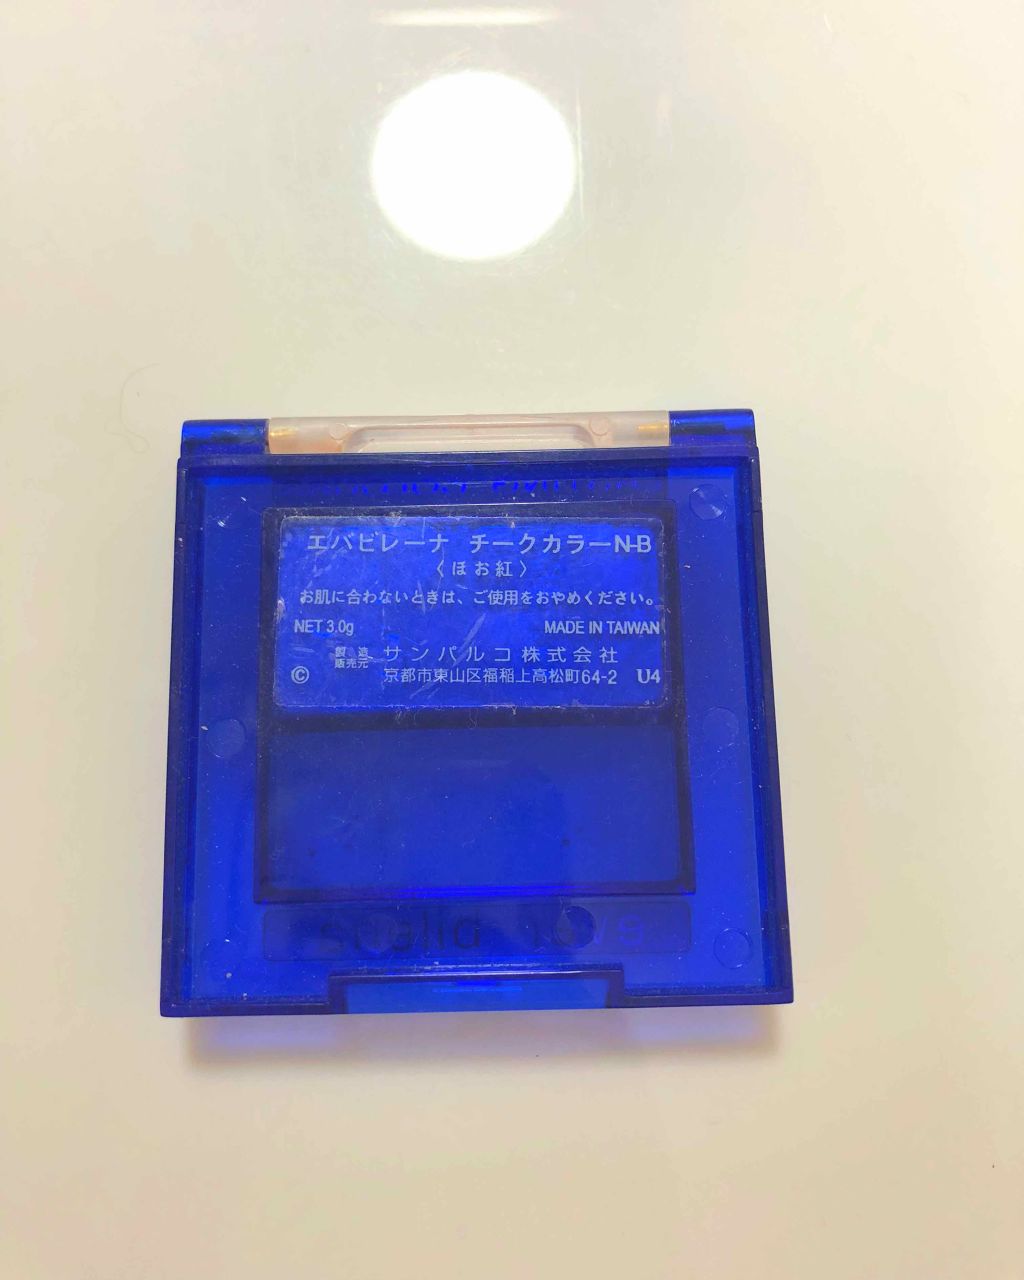 エバビレーナ チークカラーN-B
〈ほお紅〉
お肌に合わないときは、ご使用をおやめください。
NET 3.0g MADE IN TAIWAN
製造
販売元 サンパルコ株式会社
© 京都市東山区福稲上高松町64-2 U4